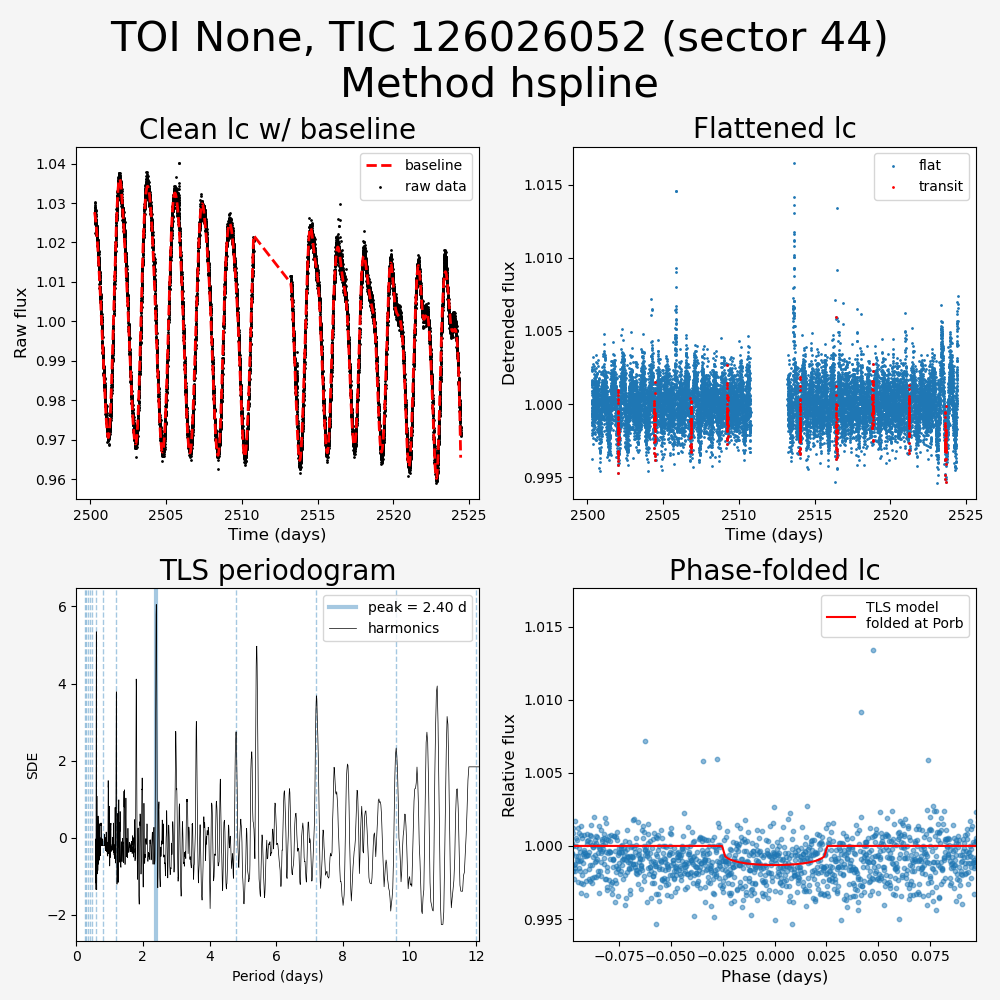 TOI None, TIC 126026052 (sector 44)
Method hspline
Clean lc w/ baseline
1.04
1.03
1.02
1.01
1.00
0.99
0.98
0.97
0.96
Raw flux
baseline
raw data
2500
2505
2510
2515
2520
2525
Time (days)
Flattened lc
1.015
1.010
1.005
1.000
0.995
Detrended flux
flat
transit
2500
2505
2510
2515
2520
2525
Time (days)
TLS periodogram
6
4
2
0
−2
SDE
peak = 2.40 d
harmonics
0
2
4
6
8
10
12
Period (days)
Phase-folded lc
1.015
1.010
1.005
1.000
0.995
Relative flux
TLS model
folded at Porb
−0.075
−0.050
−0.025
0.000
0.025
0.050
0.075
Phase (days)